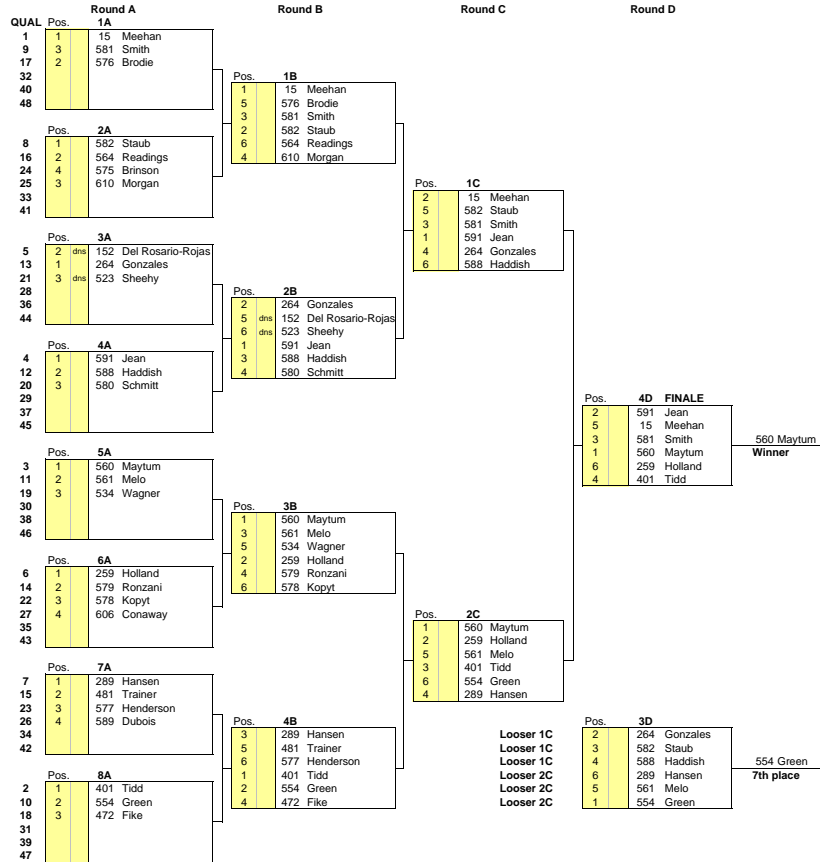 Round A Round B Round C Round D
QUAL Pos. 1A
1 1 15 Meehan
9 3 581 Smith
17 2 576 Brodie
32
40
48
Pos. 2A
8 1 582 Staub
16 2 564 Readings
24 4 575 Brinson
25 3 610 Morgan
33
41
Pos. 3A
5 2 dns 152 Del Rosario-Rojas
13 1 264 Gonzales
21 3 dns 523 Sheehy
28
36
44
Pos. 4A
4 1 591 Jean
12 2 588 Haddish
20 3 580 Schmitt
29
37
45
Pos. 5A
3 1 560 Maytum
11 2 561 Melo
19 3 534 Wagner
30
38
46
Pos. 6A
6 1 259 Holland
14 2 579 Ronzani
22 3 578 Kopyt
27 4 606 Conaway
35
43
Pos. 7A
7 1 289 Hansen
15 2 481 Trainer
23 3 577 Henderson
26 4 589 Dubois
34
42
Pos. 8A
2 1 401 Tidd
10 2 554 Green
18 3 472 Fike
31
39
47
Pos. 1B
1 15 Meehan
5 576 Brodie
3 581 Smith
2 582 Staub
6 564 Readings
4 610 Morgan
Pos. 2B
2 264 Gonzales
5 dns 152 Del Rosario-Rojas
6 dns 523 Sheehy
1 591 Jean
3 588 Haddish
4 580 Schmitt
Pos. 3B
1 560 Maytum
3 561 Melo
5 534 Wagner
2 259 Holland
4 579 Ronzani
6 578 Kopyt
Pos. 4B
3 289 Hansen
5 481 Trainer
6 577 Henderson
1 401 Tidd
2 554 Green
4 472 Fike
Pos. 1C
2 15 Meehan
5 582 Staub
3 581 Smith
1 591 Jean
4 264 Gonzales
6 588 Haddish
Pos. 2C
1 560 Maytum
2 259 Holland
5 561 Melo
3 401 Tidd
6 554 Green
4 289 Hansen
Pos. 4D FINALE
2 591 Jean
5 15 Meehan
3 581 Smith
1 560 Maytum
6 259 Holland
4 401 Tidd
560 Maytum
Winner
Pos. 3D
Looser 1C 2 264 Gonzales
Looser 1C 3 582 Staub
Looser 1C 4 588 Haddish
Looser 2C 6 289 Hansen
Looser 2C 5 561 Melo
Looser 2C 1 554 Green
554 Green
7th place